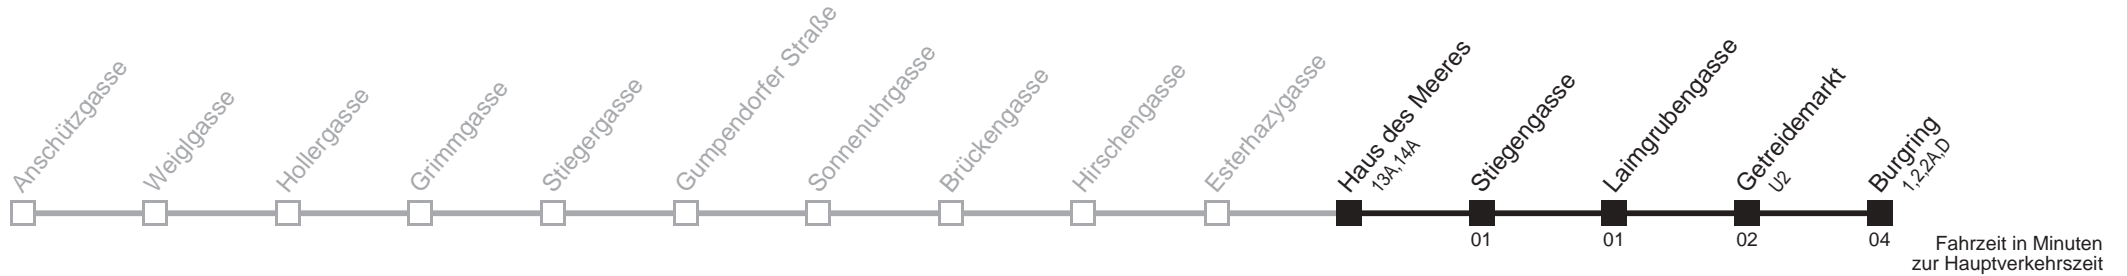 Anschützgasse
Weiglgasse
Hollergasse
Grimmgasse
Stiegergasse
Gumpendorfer Straße
Sonnenuhrgasse
Brückengasse
Hirschengasse
Esterhazygasse
Haus des Meeres
13A,14A
Stiegengasse
Laimgrubengasse
Getreidemarkt
U2
Burgring
1,2,2A,D
01
01
02
04
Fahrzeit in Minuten
zur Hauptverkehrszeit